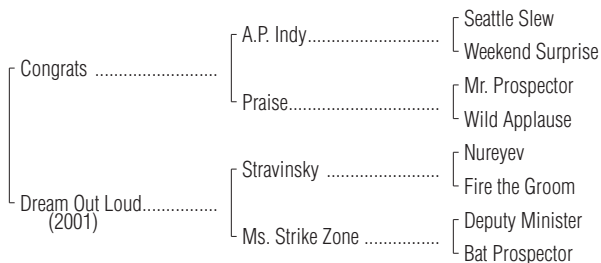 Seattle Slew
A.P. Indy..................................
Weekend Surprise
Congrats ..........................
Mr. Prospector
Praise......................................
Wild Applause
Nureyev
Stravinsky ..............................
Fire the Groom
Dream Out Loud................
(2001)
Deputy Minister
Ms. Strike Zone ......................
Bat Prospector